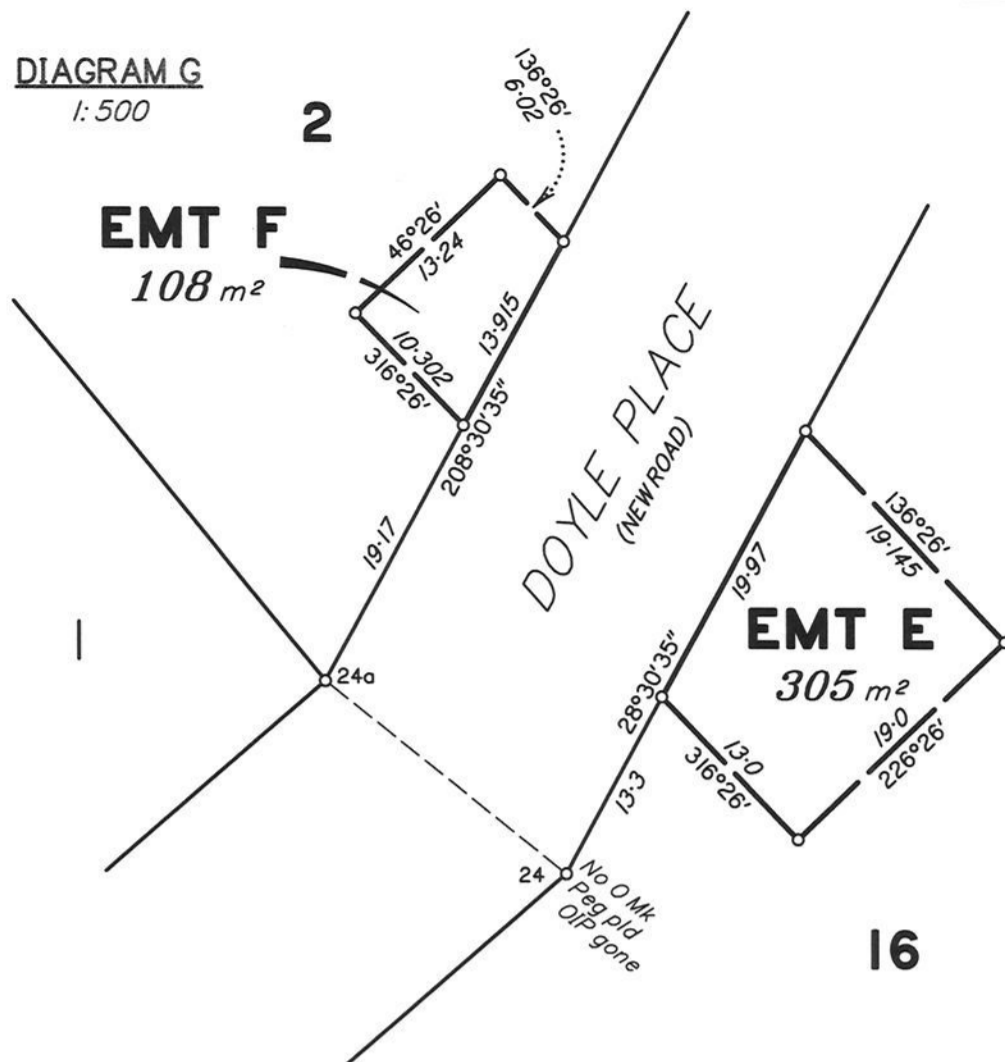 DIAGRAM G
1:500
2
136°26'
6·02
EMT F
108 m²
46°26'
13·24
10·302
316°26'
13·915
208°30'35"
19·17
DOYLE PLACE
(NEW ROAD)
1
24a
136°26'
19·145
19·97
EMT E
305 m²
28°30'35"
13·0
316°26'
19·0
226°26'
13·3
24
No O Mk
Peg pld
OIP gone
16